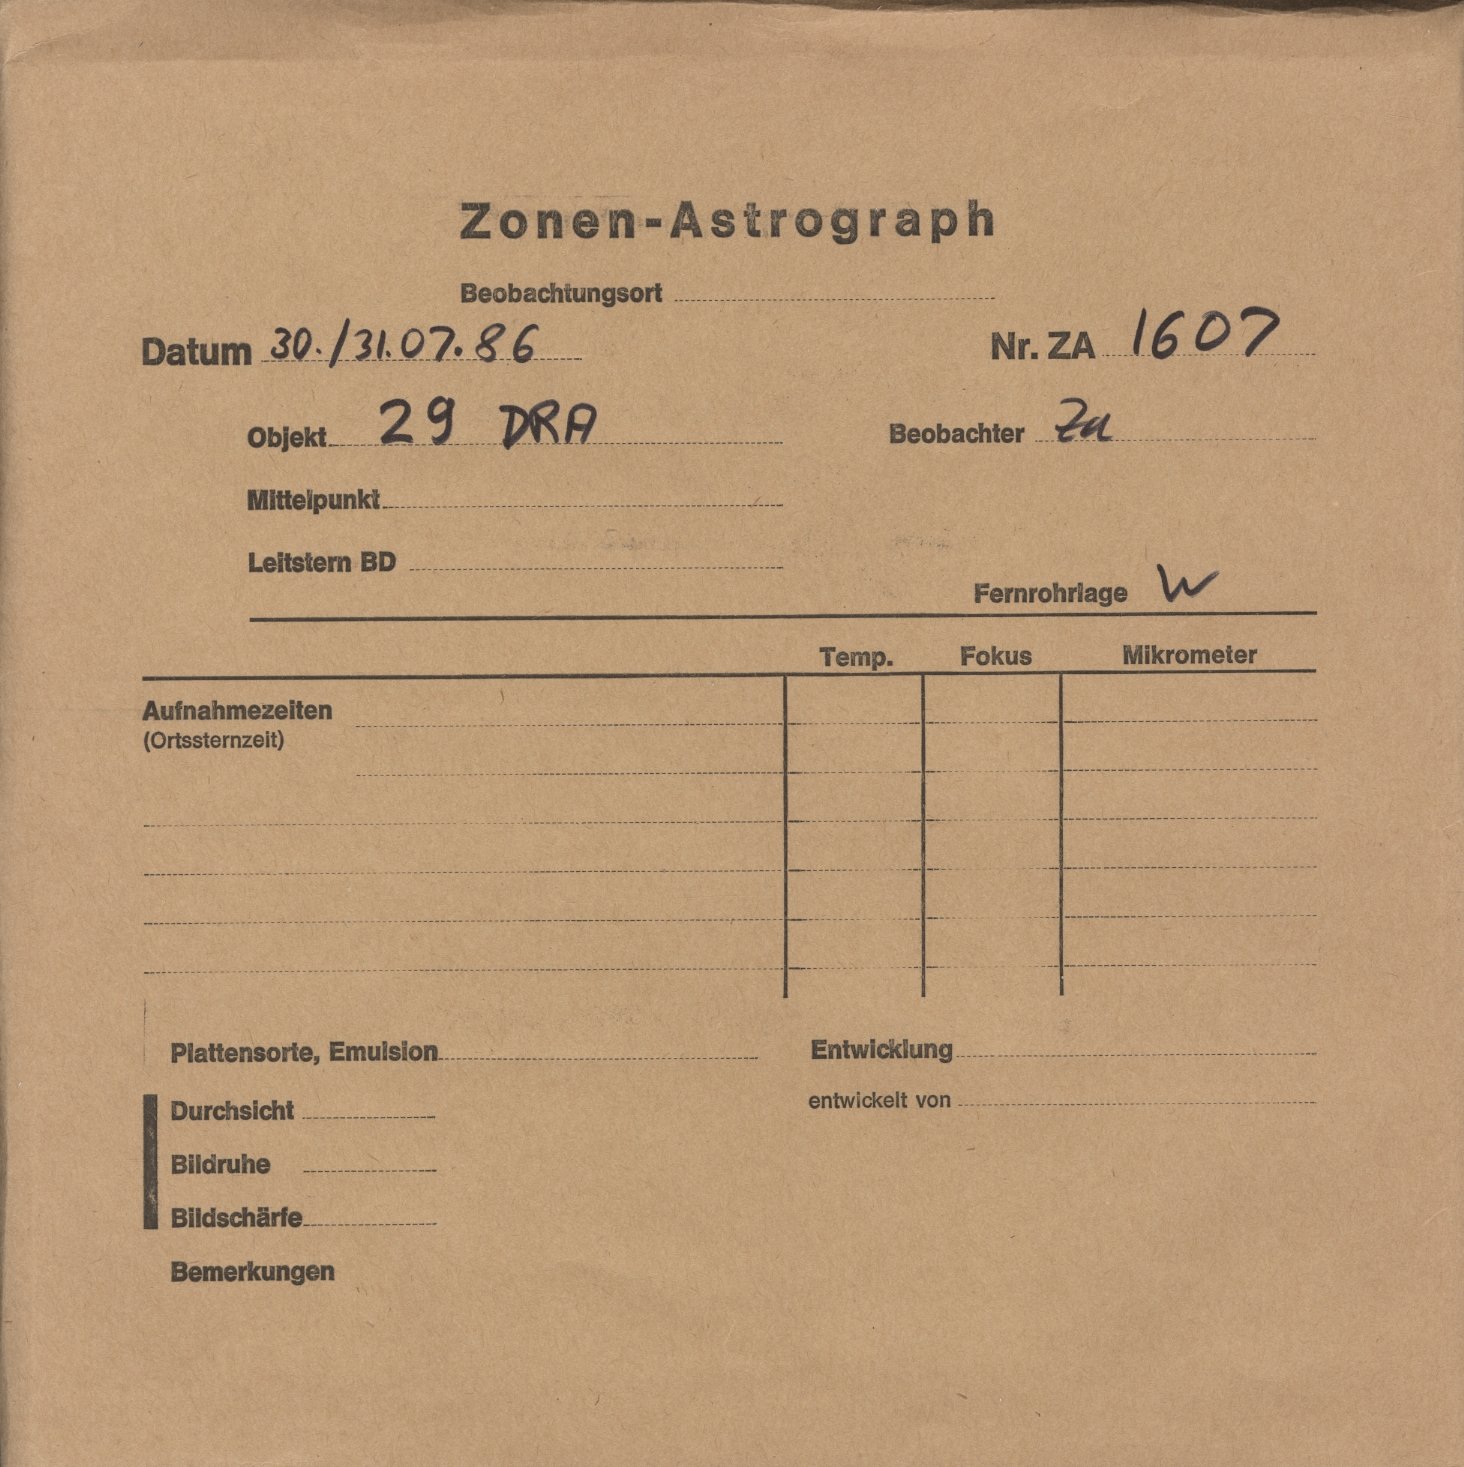 Zonen-Astrograph
Beobachtungsort
Datum 30./31.07.86 Nr. ZA 1607
Objekt 29 DRA Beobachter Za
Mittelpunkt
Leitstern BD
Fernrohrlage W
Temp. Fokus Mikrometer
Aufnahmezeiten
(Ortssternzeit)
Plattensorte, Emulsion Entwicklung
Durchsicht entwickelt von
Bildruhe
Bildschärfe
Bemerkungen